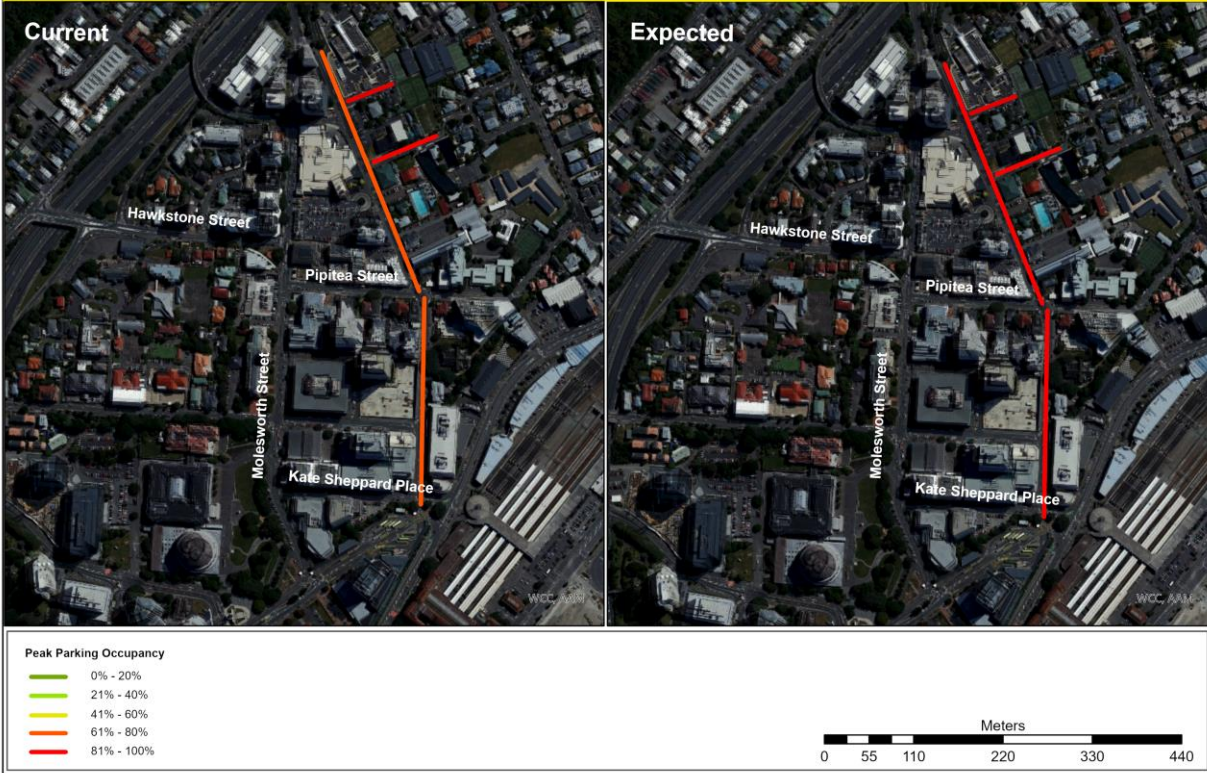 Current
Hawkstone Street
Pipitea Street
Molesworth Street
Kate Sheppard Place
WCC, AAM
Expected
Hawkstone Street
Pipitea Street
Molesworth Street
Kate Sheppard Place
WCC, AAM
Peak Parking Occupancy
0% - 20%
21% - 40%
41% - 60%
61% - 80%
81% - 100%
Meters
0 55 110 220 330 440